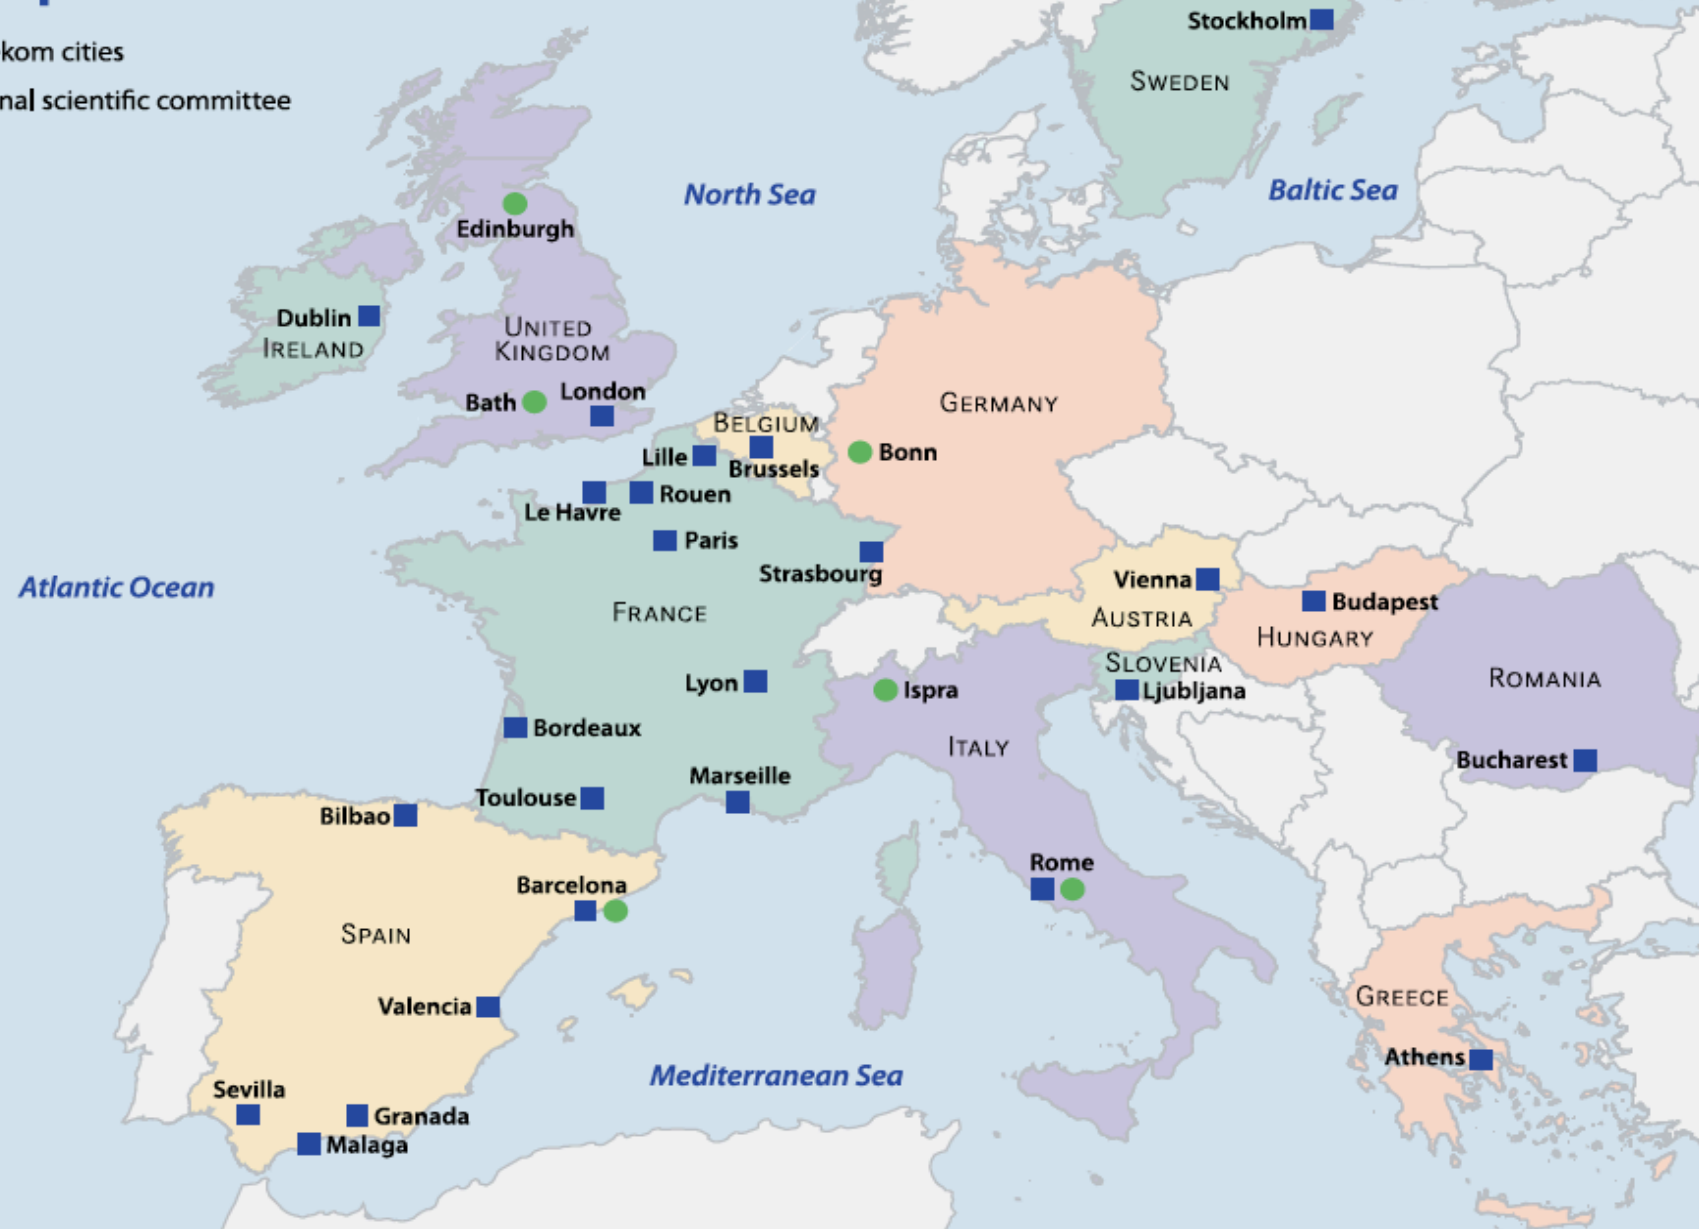 kom cities
nal scientific committee
Stockholm
SWEDEN
North Sea
Baltic Sea
Edinburgh
Dublin
IRELAND
UNITED
KINGDOM
Bath
London
BELGIUM
GERMANY
Lille
Brussels
Bonn
Le Havre
Rouen
Paris
Strasbourg
Atlantic Ocean
FRANCE
Vienna
AUSTRIA
Budapest
HUNGARY
SLOVENIA
Ljubljana
ROMANIA
Lyon
Ispra
Bordeaux
ITALY
Bucharest
Marseille
Toulouse
Bilbao
Rome
Barcelona
SPAIN
Valencia
GREECE
Athens
Mediterranean Sea
Sevilla
Granada
Malaga